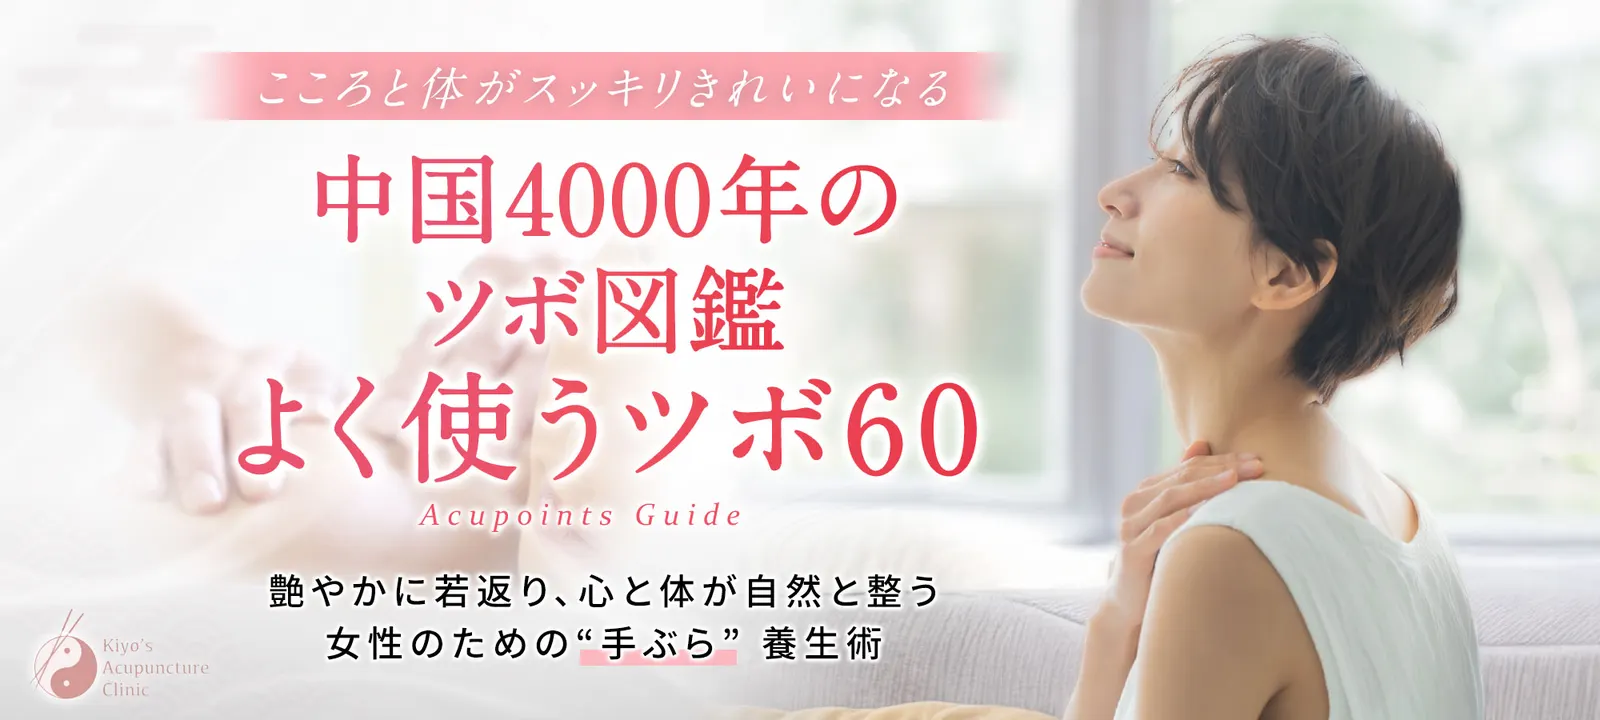 こころと体がスッキリきれいになる
中国4000年の
ツボ図鑑
よく使うツボ60
Acupoints Guide
艶やかに若返り、心と体が自然と整う
女性のための“手ぶら” 養生術
Kiyo's
Acupuncture
Clinic